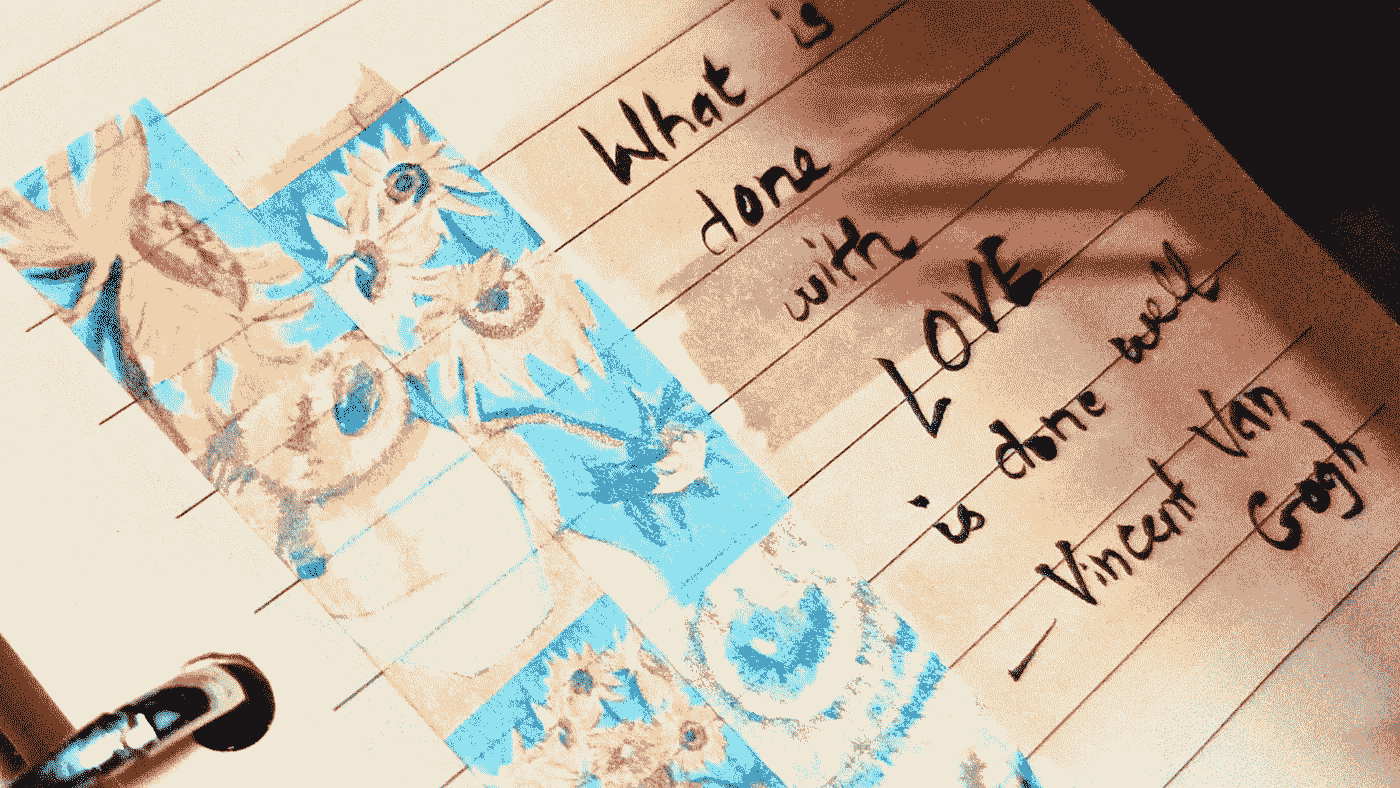 What is
done
with
LOVE
is done well
- Vincent Van
Gogh